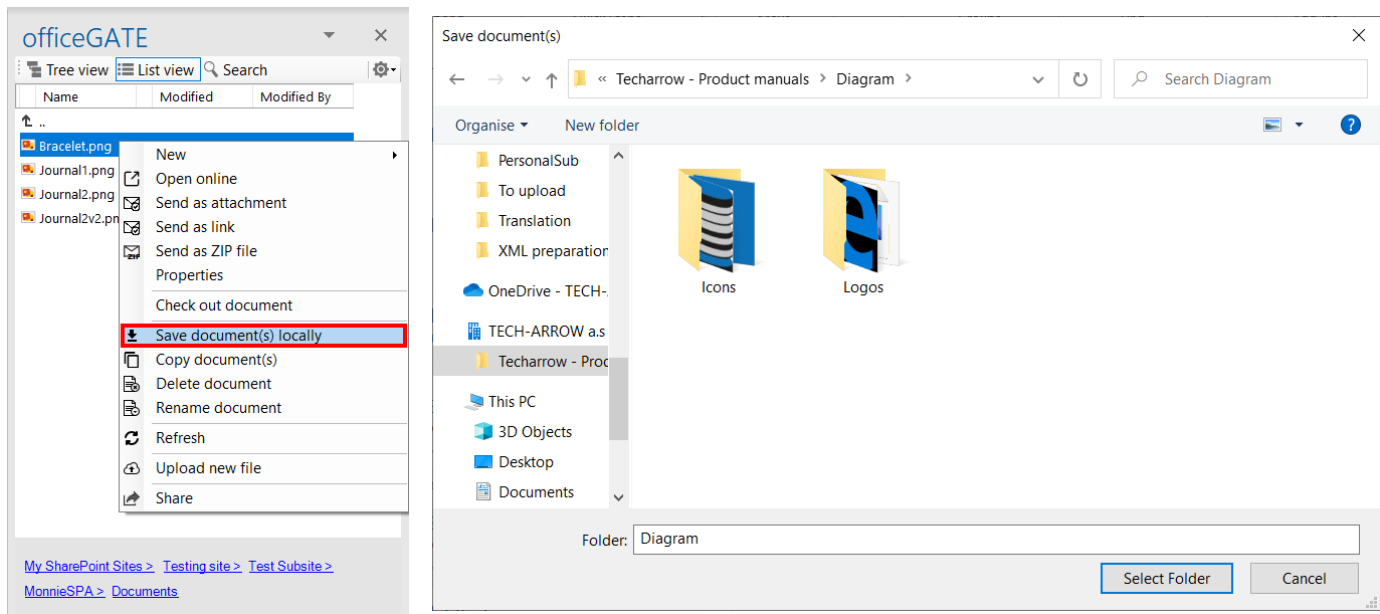 officeGATE
Tree view List view Search
Name Modified Modified By
..
Bracelet.png
Journal1.png
Journal2.png
Journal2v2.pn
New
Open online
Send as attachment
Send as link
Send as ZIP file
Properties
Check out document
Save document(s) locally
Copy document(s)
Delete document
Rename document
Refresh
Upload new file
Share
My SharePoint Sites > Testing site > Test Subsite >
MonnieSPA > Documents
Save document(s)
« Techarrow - Product manuals > Diagram >
Search Diagram
Organise New folder
PersonalSub
To upload
Translation
XML preparation
OneDrive - TECH-
TECH-ARROW a.s
Techarrow - Prod
This PC
3D Objects
Desktop
Documents
Icons
Logos
Folder: Diagram
Select Folder Cancel